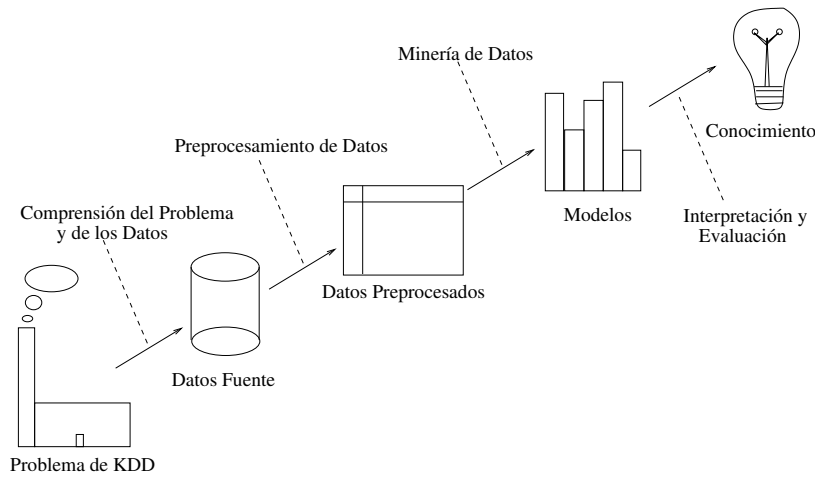 Minería de Datos
Conocimiento
Preprocesamiento de Datos
Modelos
Interpretación y
Evaluación
Comprensión del Problema
y de los Datos
Datos Preprocesados
Datos Fuente
Problema de KDD